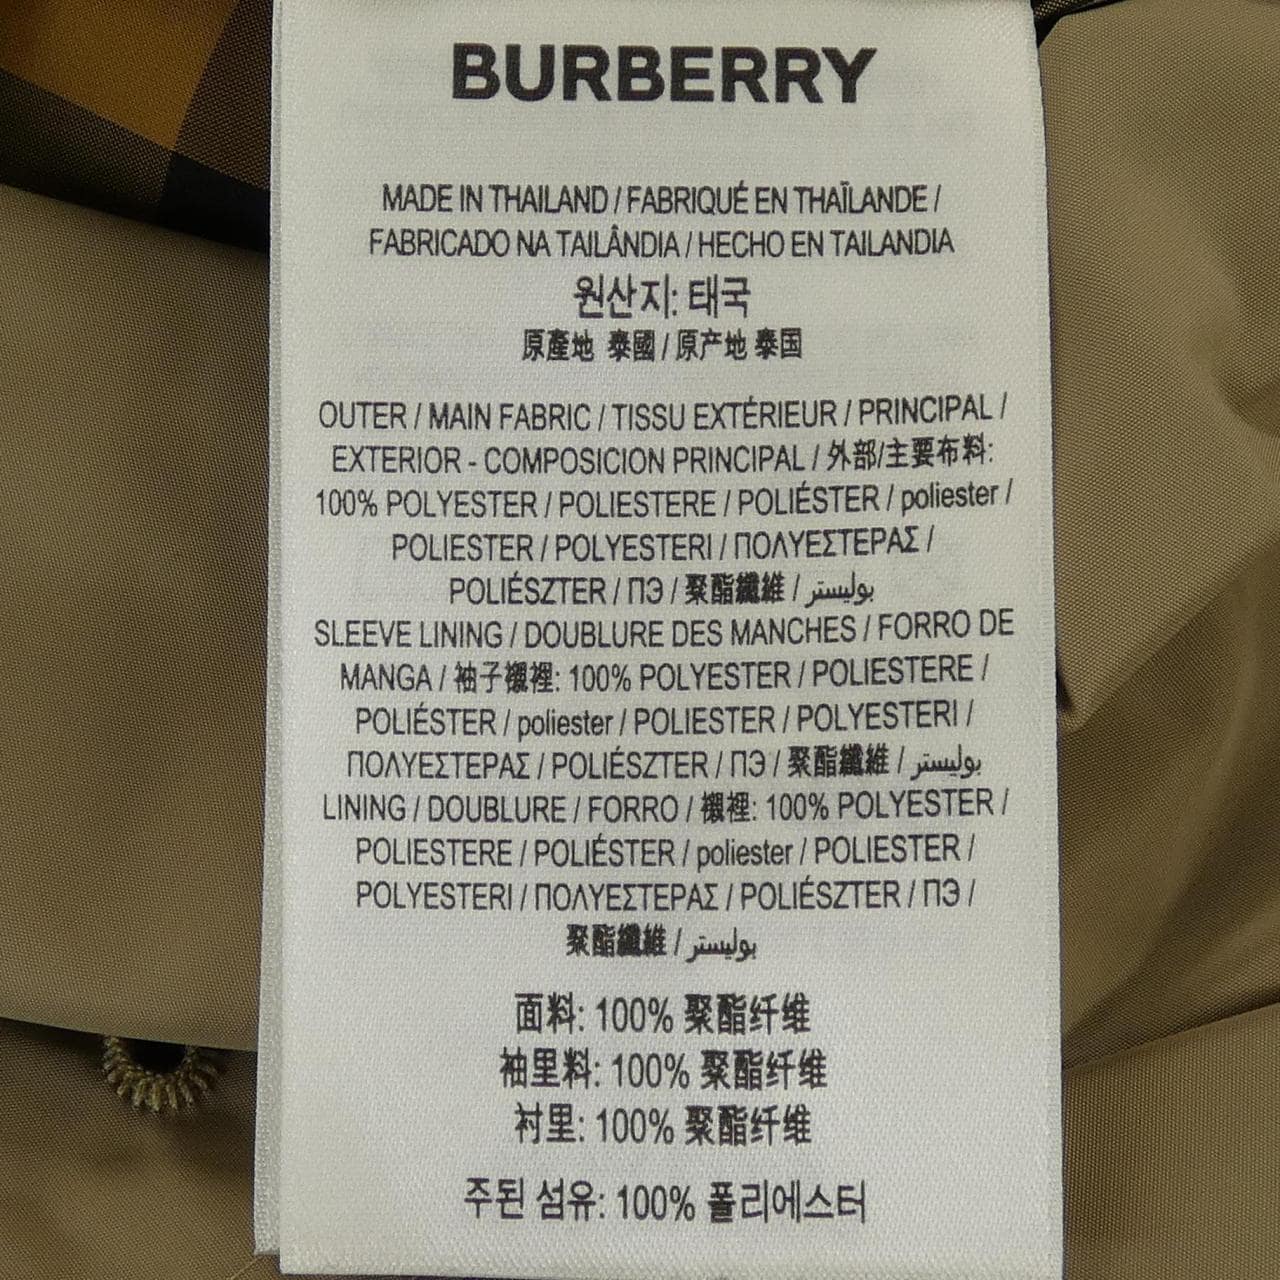 BURBERRY
MADE IN THAILAND / FABRIQUÉ EN THAÏLANDE /
FABRICADO NA TAILÂNDIA / HECHO EN TAILANDIA
원산지: 태국
原產地 泰國 / 原产地 泰国
OUTER / MAIN FABRIC / TISSU EXTÉRIEUR / PRINCIPAL /
EXTERIOR - COMPOSICION PRINCIPAL / 外部/主要布料:
100% POLYESTER / POLIESTERE / POLIÉSTER / poliester /
POLIESTER / POLYESTERI / ΠΟΛΥΕΣΤΕΡΑΣ /
POLIÉSZTER / ПЭ / 聚酯纖維 / بوليستر
SLEEVE LINING / DOUBLURE DES MANCHES / FORRO DE
MANGA / 袖子襯裡: 100% POLYESTER / POLIESTERE /
POLIÉSTER / poliester / POLIESTER / POLYESTERI /
ΠΟΛΥΕΣΤΕΡΑΣ / POLIÉSZTER / ПЭ / 聚酯纖維 / بوليستر
LINING / DOUBLURE / FORRO / 襯裡: 100% POLYESTER /
POLIESTERE / POLIÉSTER / poliester / POLIESTER /
POLYESTERI / ΠΟΛΥΕΣΤΕΡΑΣ / POLIÉSZTER / ПЭ /
聚酯纖維 / بوليستر
面料: 100% 聚酯纤维
袖里料: 100% 聚酯纤维
衬里: 100% 聚酯纤维
주된 섬유: 100% 폴리에스터